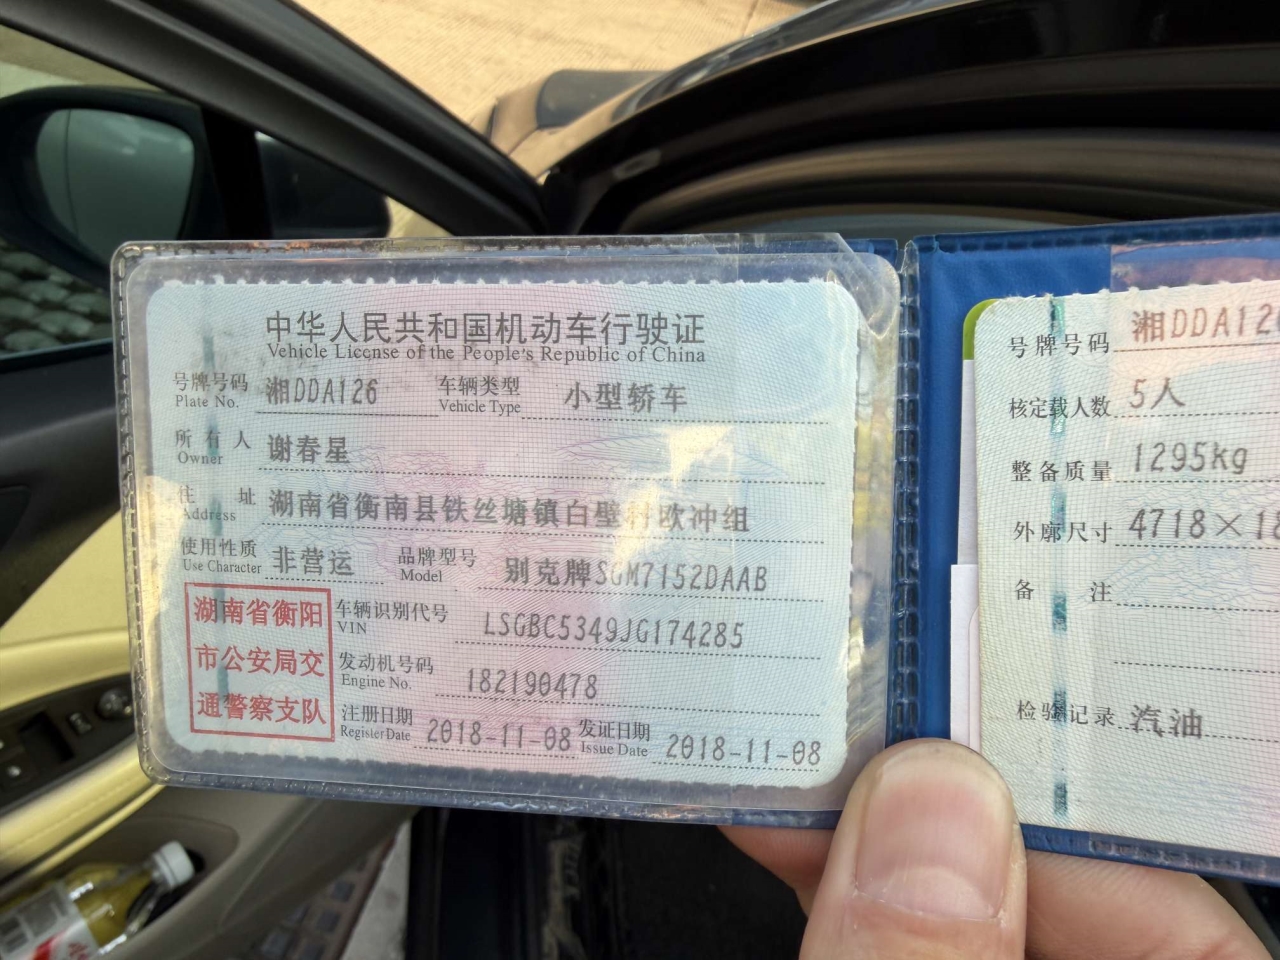 中华人民共和国机动车行驶证
Vehicle License of the People's Republic of China
号牌号码 湘DDA126 车辆类型 小型轿车
Plate No. Vehicle Type
所有人 谢春星
Owner
住址 湖南省衡南县铁丝塘镇白壁村欧冲组
Address
使用性质 非营运 品牌型号 别克牌SGM7152DAAB
Use Character Model
湖南省衡阳
市公安局交
通警察支队
车辆识别代号 LSGBC5349JG174285
VIN
发动机号码 182190478
Engine No.
注册日期 2018-11-08 发证日期 2018-11-08
Register Date Issue Date
号牌号码 湘DDA12
核定载人数 5人
整备质量 1295kg
外廓尺寸 4718×18
备注
检验记录 汽油